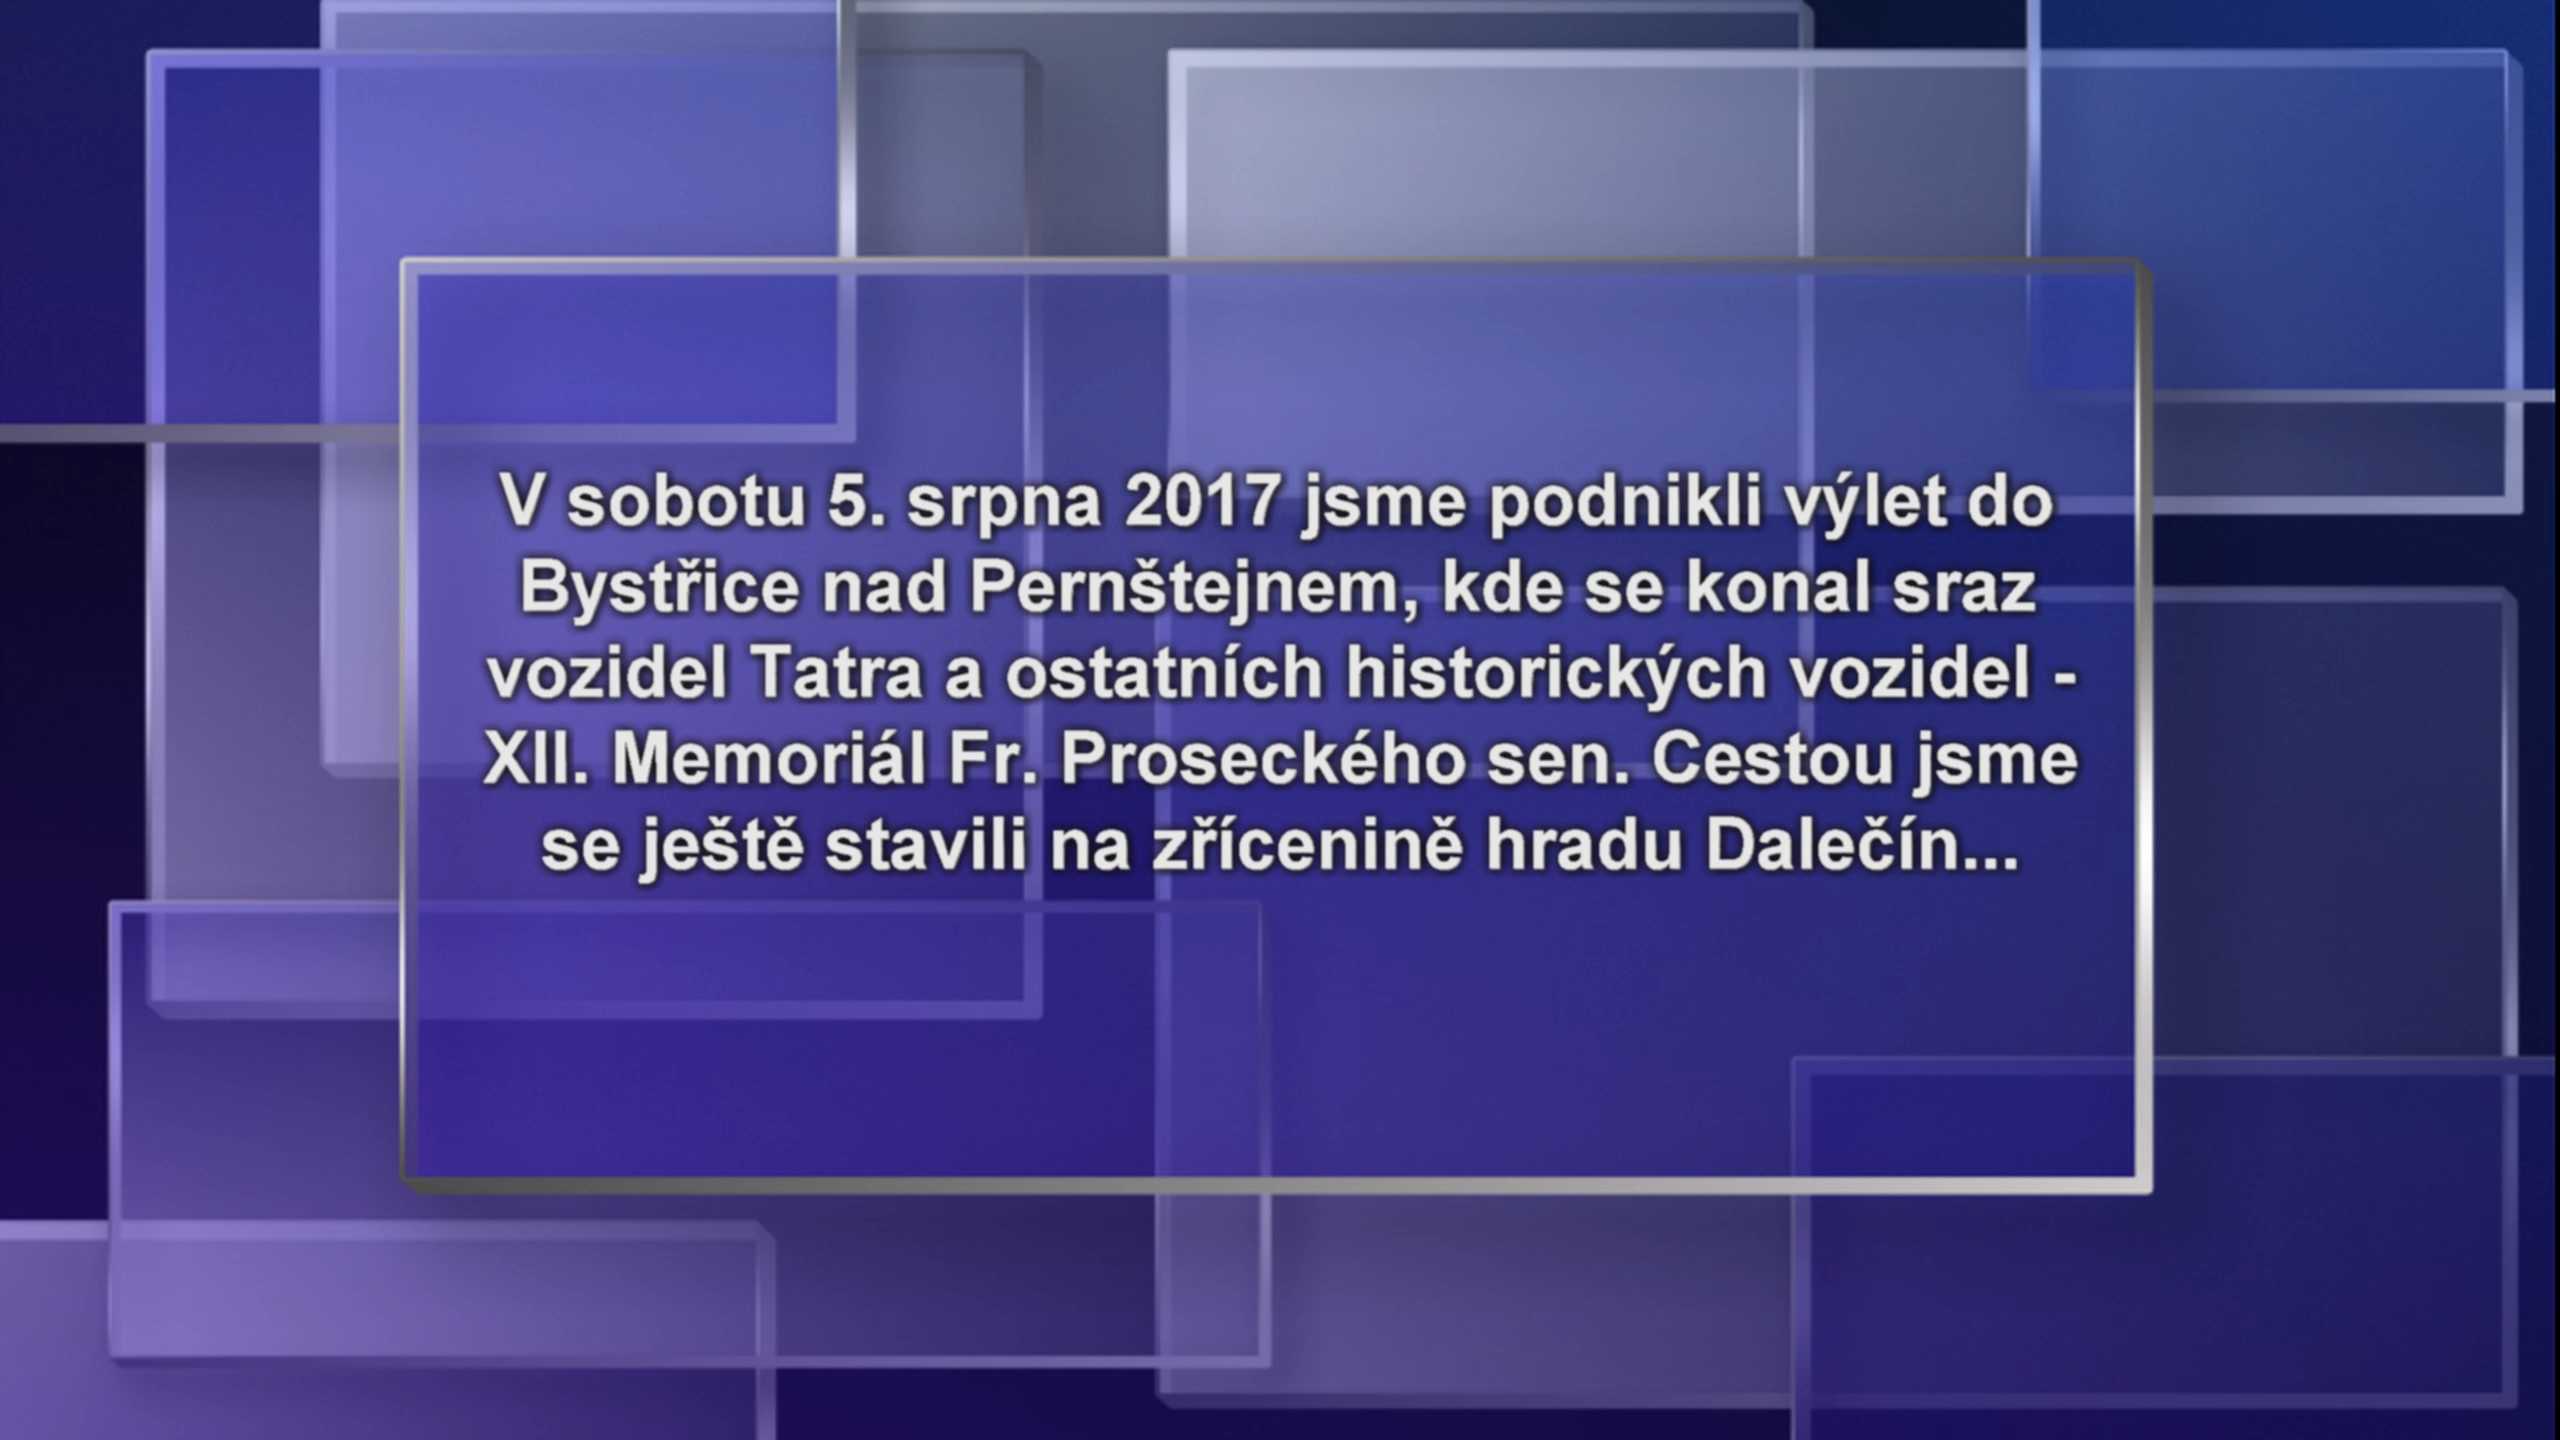 V sobotu 5. srpna 2017 jsme podnikli výlet do
Bystřice nad Pernštejnem, kde se konal sraz
vozidel Tatra a ostatních historických vozidel -
XII. Memoriál Fr. Proseckého sen. Cestou jsme
se ještě stavili na zřícenině hradu Dalečín...